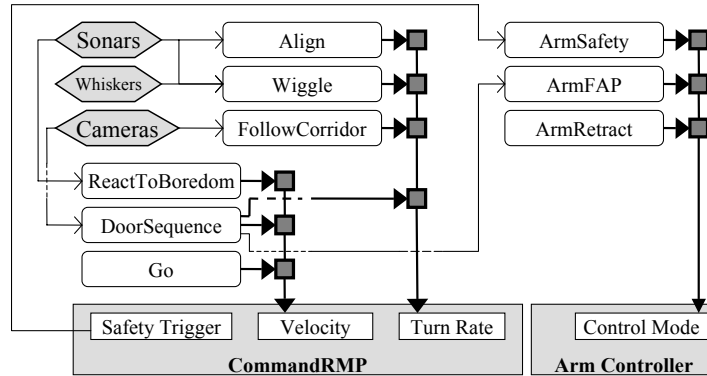 Sonars
Align
ArmSafety
Whiskers
Wiggle
ArmFAP
Cameras
FollowCorridor
ArmRetract
ReactToBoredom
DoorSequence
Go
Safety Trigger
Velocity
Turn Rate
Control Mode
CommandRMP
Arm Controller